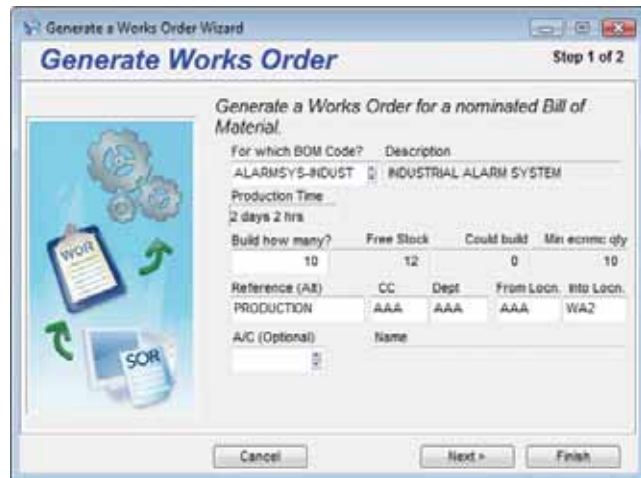 Generate a Works Order Wizard
Generate Works Order
Step 1 of 2
Generate a Works Order for a nominated Bill of
Material.
For which BOM Code? Description
ALARMSYS-INDUST INDUSTRIAL ALARM SYSTEM
Production Time
2 days 2 hrs
Build how many? Free Stock Could build Min ecnmc qty
10 12 0 10
Reference (Alt) CC Dept From Locn. Into Locn.
PRODUCTION AAA AAA AAA WA2
A/C (Optional) Name
WOR
SOR
Cancel Next > Finish